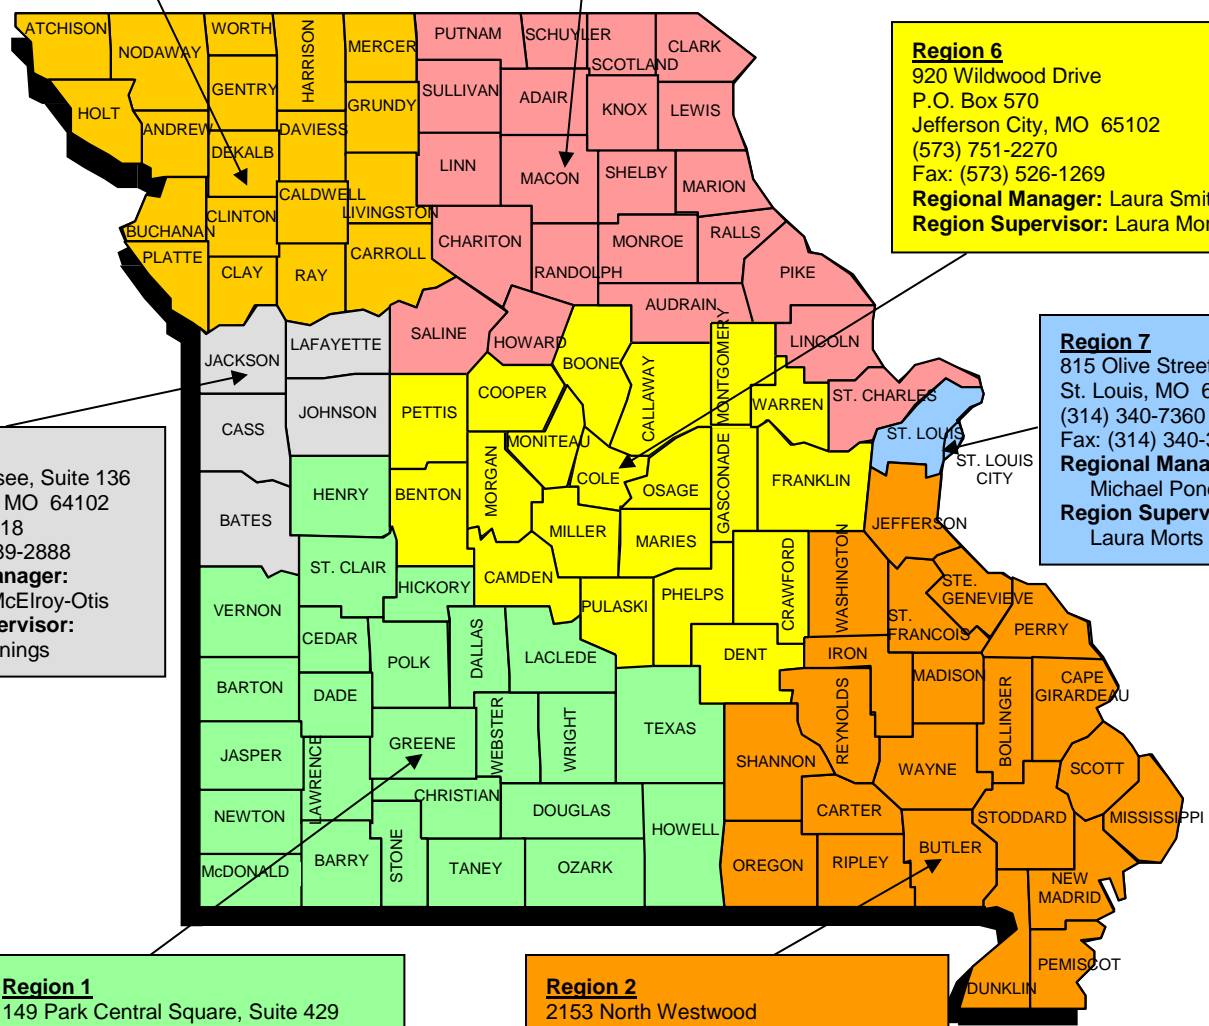 ATCHISON
NODAWAY
WORTH
HARRISON
MERCER
PUTNAM
SCHUYLER
SCOTLAND
CLARK
HOLT
GENTRY
GRUNDY
SULLIVAN
ADAIR
KNOX
LEWIS
ANDREW
DEKALB
DAVIESS
LINN
MACON
SHELBY
MARION
CALDWELL
LIVINGSTON
BUCHANAN
CLINTON
CHARITON
RANDOLPH
MONROE
RALLS
PLATTE
CLAY
RAY
CARROLL
PIKE
AUDRAIN
JACKSON
LAFAYETTE
SALINE
HOWARD
BOONE
CALLAWAY
MONTGOMERY
LINCOLN
CASS
JOHNSON
PETTIS
COOPER
MONITEAU
WARREN
ST. CHARLES
ST. LOUIS
ST. LOUIS
CITY
BATES
HENRY
BENTON
MORGAN
COLE
OSAGE
GASCONADE
FRANKLIN
JEFFERSON
MILLER
MARIES
ST. CLAIR
HICKORY
CAMDEN
PULASKI
PHELPS
CRAWFORD
WASHINGTON
STE.
GENEVIEVE
ST.
FRANCOIS
PERRY
VERNON
CEDAR
POLK
DALLAS
LACLEDE
DENT
IRON
MADISON
BOLLINGER
CAPE
GIRARDEAU
BARTON
DADE
JASPER
LAWRENCE
GREENE
WEBSTER
WRIGHT
TEXAS
SHANNON
REYNOLDS
WAYNE
SCOTT
MISSISSIPPI
NEWTON
CHRISTIAN
DOUGLAS
HOWELL
CARTER
STODDARD
McDONALD
BARRY
STONE
TANEY
OZARK
OREGON
RIPLEY
BUTLER
NEW
MADRID
PEMISCOT
DUNKLIN
Region 6
920 Wildwood Drive
P.O. Box 570
Jefferson City, MO 65102
(573) 751-2270
Fax: (573) 526-1269
Regional Manager: Laura Smit
Region Supervisor: Laura Mor
Region 7
815 Olive Street
St. Louis, MO 6
(314) 340-7360
Fax: (314) 340-3
Regional Mana
Michael Pon
Region Superv
Laura Morts
see, Suite 136
MO 64102
18
39-2888
anager:
McElroy-Otis
ervisor:
nings
Region 1
149 Park Central Square, Suite 429
Region 2
2153 North Westwood